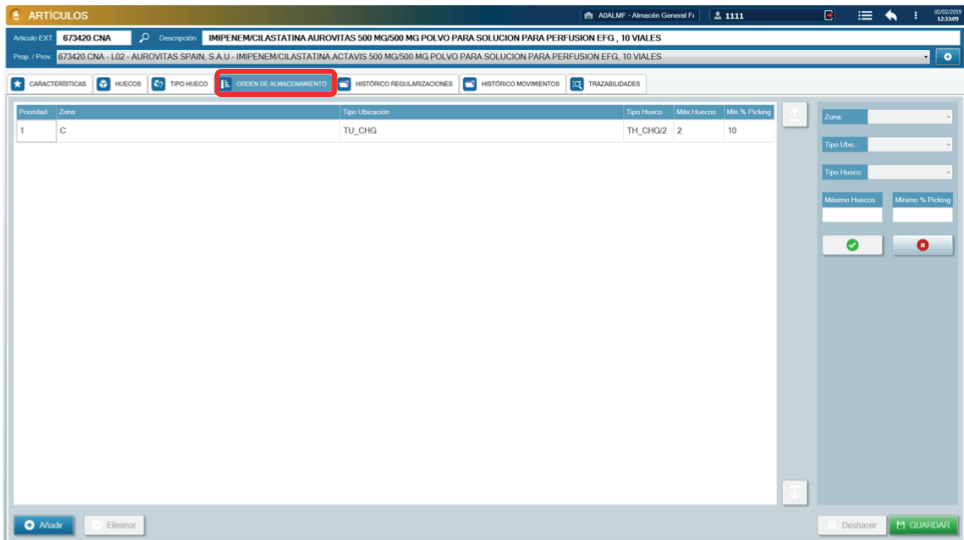 ARTÍCULOS
A0ALMF - Almacén General Fa
1111
02/02/2019
12:33:09
Artículo EXT
673420.CNA
Descripción:
IMIPENEM/CILASTATINA AUROVITAS 500 MG/500 MG POLVO PARA SOLUCION PARA PERFUSION EFG , 10 VIALES
Prop. / Prov.
673420.CNA - L02 - AUROVITAS SPAIN, S.A.U - IMIPENEM/CILASTATINA ACTAVIS 500 MG/500 MG POLVO PARA SOLUCION PARA PERFUSION EFG, 10 VIALES
CARACTERÍSTICAS
HUECOS
TIPO HUECO
ORDEN DE ALMACENAMIENTO
HISTÓRICO REGULARIZACIONES
HISTÓRICO MOVIMIENTOS
TRAZABILIDADES
Prioridad Zona Tipo Ubicación Tipo Hueco Máx.Huecos Mín.% Picking
1 C TU_CHG TH_CHG/2 2 10
Zona:
Tipo Ubic.:
Tipo Hueco:
Máximo Huecos Mínimo % Picking
Añadir
Eliminar
Deshacer
GUARDAR